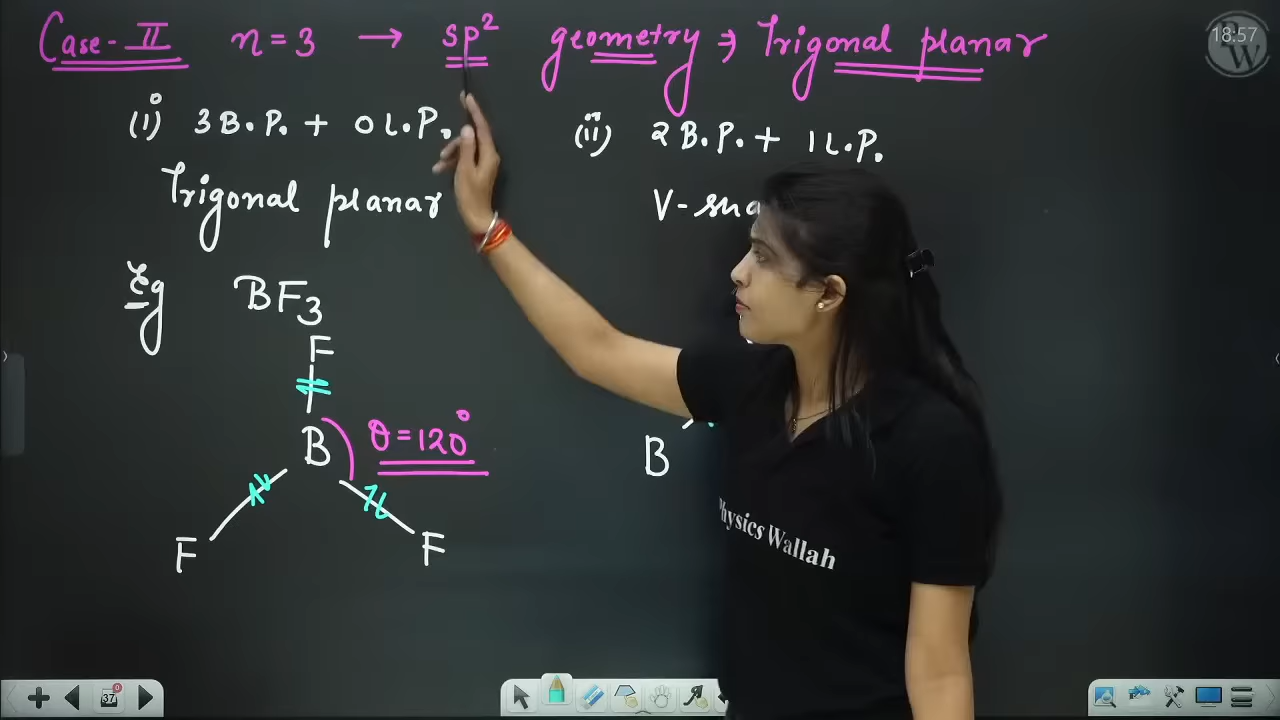 Case-II n=3 → sp² geometry ⇒ Trigonal planar
18:57
(i) 3 B.P. + 0 L.P.
(ii) 2 B.P. + 1 L.P.
Trigonal planar
Eg BF₃
F
B θ=120°
F F
B
Physics Wallah
37